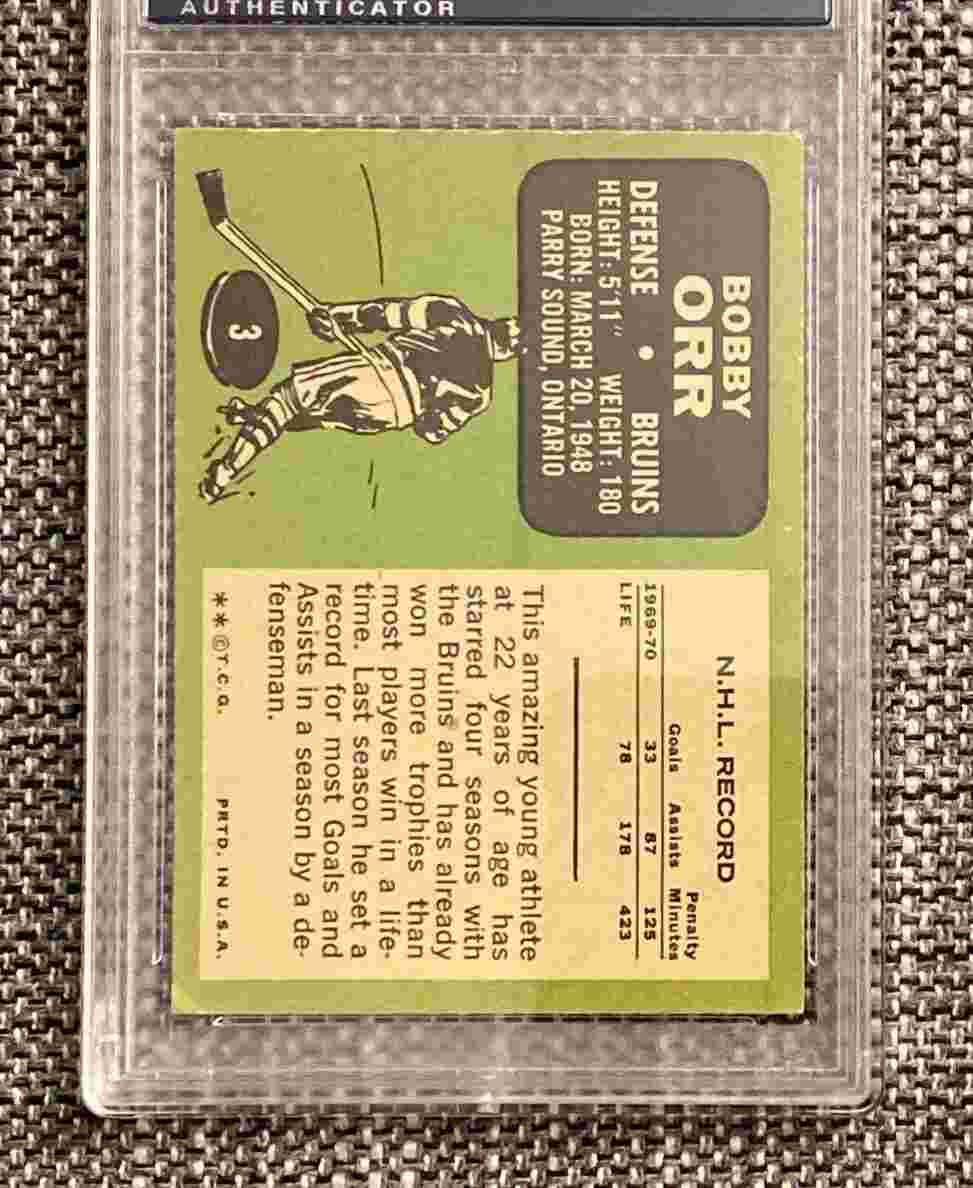 AUTHENTICATOR
BOBBY
ORR
DEFENSE • BRUINS
HEIGHT: 5'11" WEIGHT: 180
BORN: MARCH 20, 1948
PARRY SOUND, ONTARIO
3
N.H.L. RECORD
Goals Assists Penalty Minutes
1969-70 33 87 125
LIFE 78 178 423
This amazing young athlete
at 22 years of age has
starred four seasons with
the Bruins and has already
won more trophies than
most players win in a life-
time. Last season he set a
record for most Goals and
Assists in a season by a de-
fenseman.
**©T.C.G. PRTD. IN U.S.A.